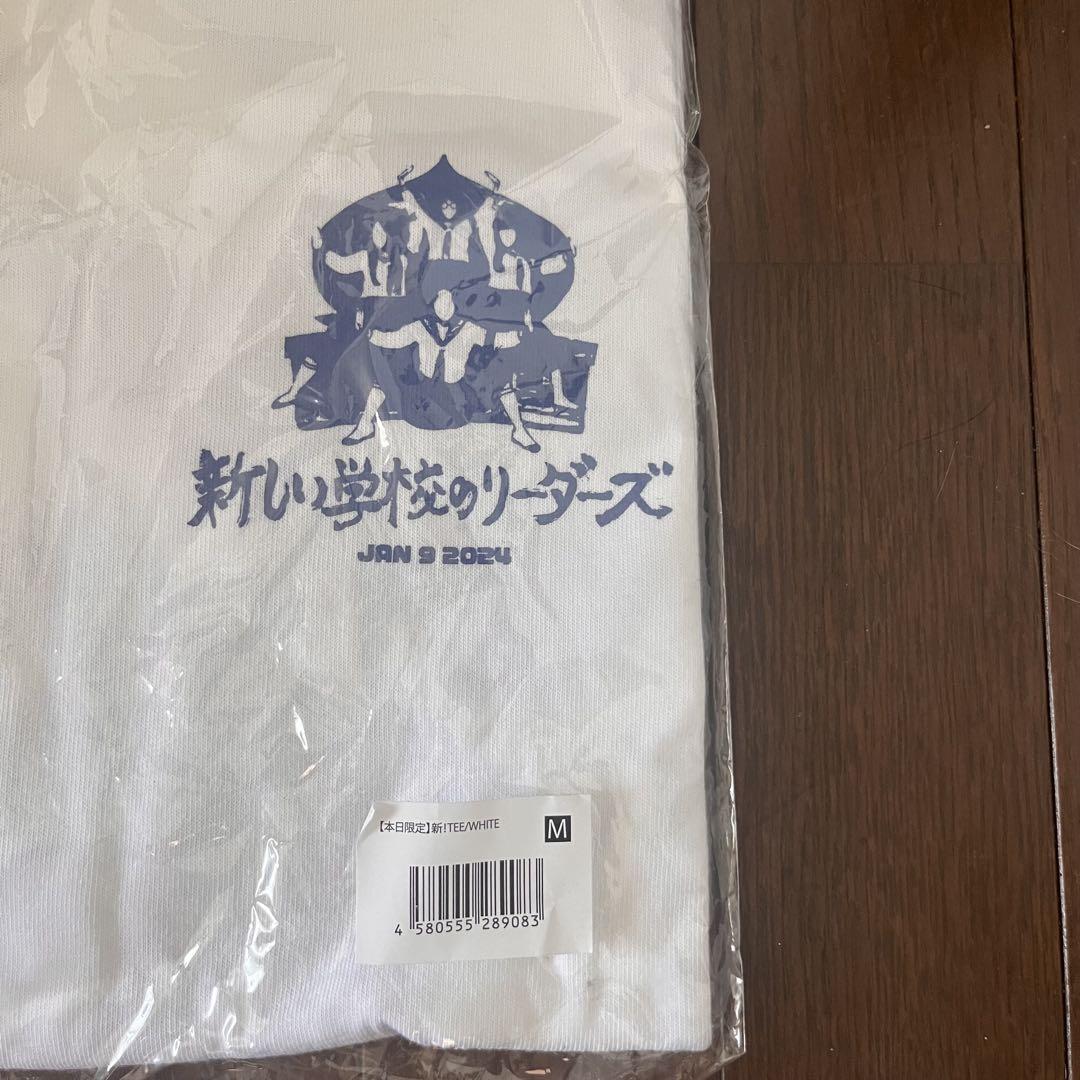 新しい学校のリーダーズ
JAN 9 2024
【本日限定】新!TEE/WHITE
M
4 580555 289083